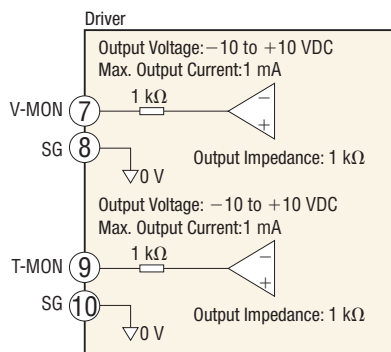 Driver
Output Voltage:−10 to +10 VDC
Max. Output Current:1 mA
1 kΩ
V-MON 7
−
+
SG 8
0 V
Output Impedance: 1 kΩ
Output Voltage: −10 to +10 VDC
Max. Output Current:1 mA
1 kΩ
T-MON 9
−
+
SG 10
0 V
Output Impedance: 1 kΩ